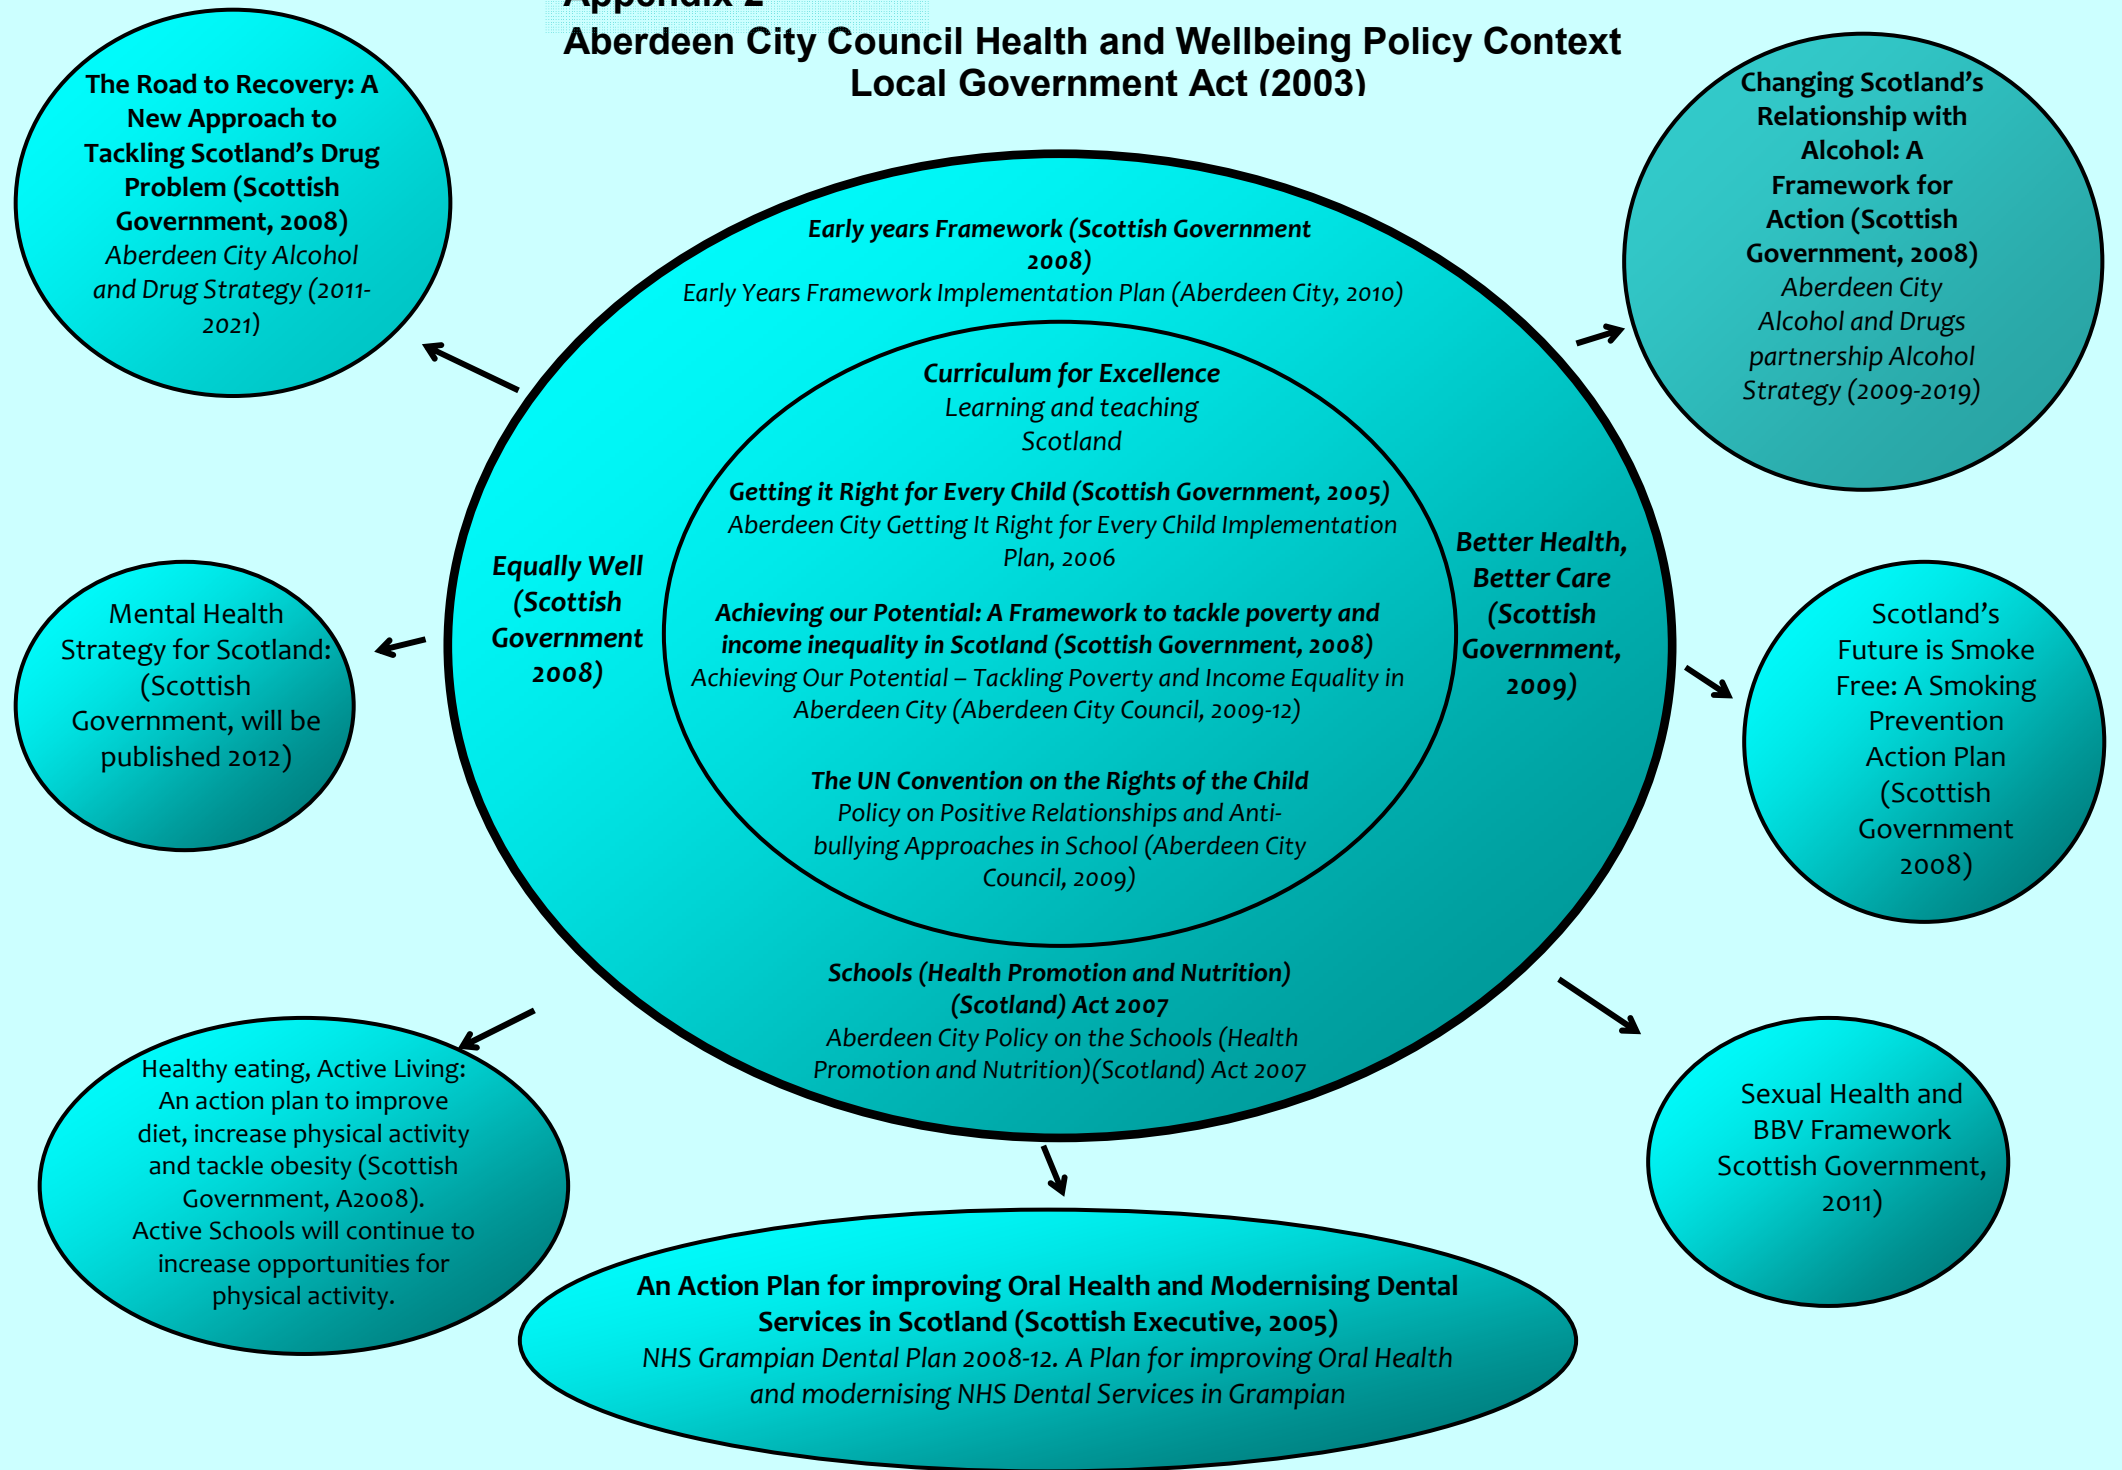 Appendix 2
Aberdeen City Council Health and Wellbeing Policy Context
Local Government Act (2003)
The Road to Recovery: A
New Approach to
Tackling Scotland's Drug
Problem (Scottish
Government, 2008)
Aberdeen City Alcohol
and Drug Strategy (2011-
2021)
Changing Scotland's
Relationship with
Alcohol: A
Framework for
Action (Scottish
Government, 2008)
Aberdeen City
Alcohol and Drugs
partnership Alcohol
Strategy (2009-2019)
Early years Framework (Scottish Government
2008)
Early Years Framework Implementation Plan (Aberdeen City, 2010)
Curriculum for Excellence
Learning and teaching
Scotland
Getting it Right for Every Child (Scottish Government, 2005)
Aberdeen City Getting It Right for Every Child Implementation
Plan, 2006
Achieving our Potential: A Framework to tackle poverty and
income inequality in Scotland (Scottish Government, 2008)
Achieving Our Potential – Tackling Poverty and Income Equality in
Aberdeen City (Aberdeen City Council, 2009-12)
The UN Convention on the Rights of the Child
Policy on Positive Relationships and Anti-
bullying Approaches in School (Aberdeen City
Council, 2009)
Equally Well
(Scottish
Government
2008)
Better Health,
Better Care
(Scottish
Government,
2009)
Schools (Health Promotion and Nutrition)
(Scotland) Act 2007
Aberdeen City Policy on the Schools (Health
Promotion and Nutrition)(Scotland) Act 2007
Mental Health
Strategy for Scotland:
(Scottish
Government, will be
published 2012)
Scotland's
Future is Smoke
Free: A Smoking
Prevention
Action Plan
(Scottish
Government
2008)
Healthy eating, Active Living:
An action plan to improve
diet, increase physical activity
and tackle obesity (Scottish
Government, A2008).
Active Schools will continue to
increase opportunities for
physical activity.
Sexual Health and
BBV Framework
Scottish Government,
2011)
An Action Plan for improving Oral Health and Modernising Dental
Services in Scotland (Scottish Executive, 2005)
NHS Grampian Dental Plan 2008-12. A Plan for improving Oral Health
and modernising NHS Dental Services in Grampian